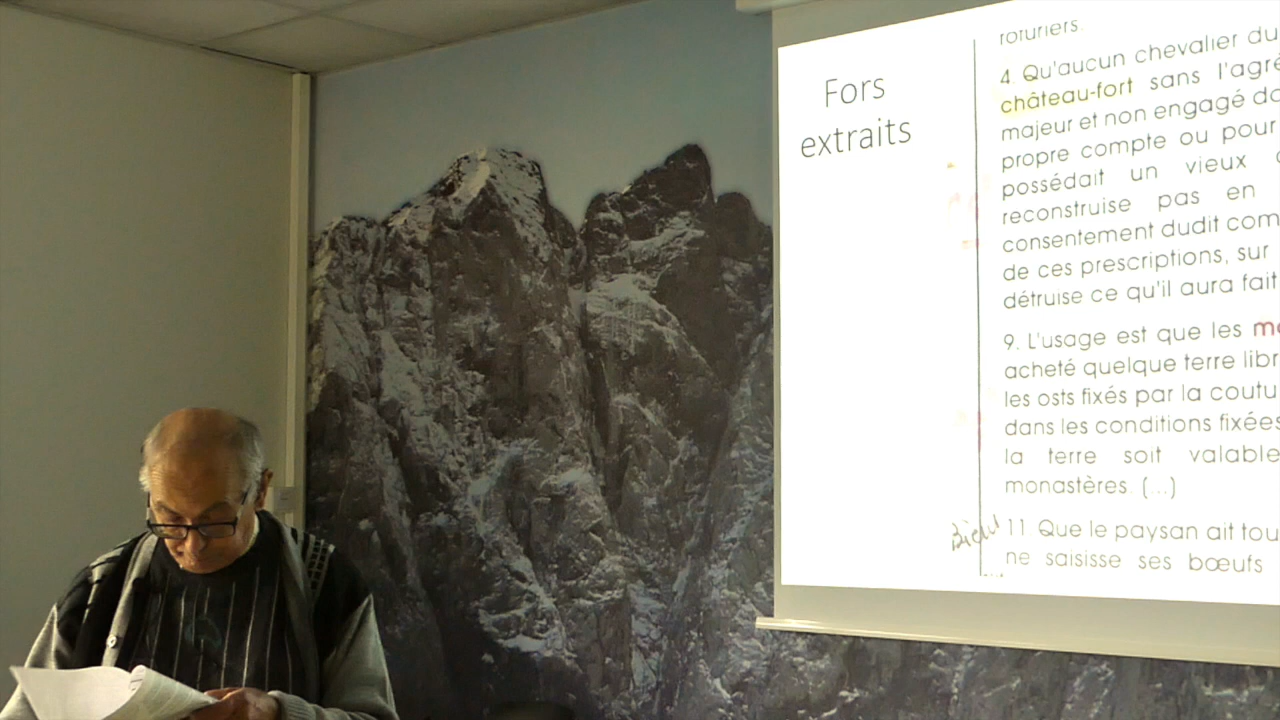 Fors
extraits
roturiers.
4 Qu'aucun chevalier du
château-fort sans l'agré
majeur et non engagé da
propre compte ou pour
possédait un vieux
reconstruise pas en
consentement dudit com
de ces prescriptions, sur
détruise ce qu'il aura fait
9. L'usage est que les
acheté quelque terre libr
les osts fixés par la coutu
dans les conditions fixées
la terre soit valable
monastères. (...)
11 Que le paysan ait tou
ne saisisse ses bœufs